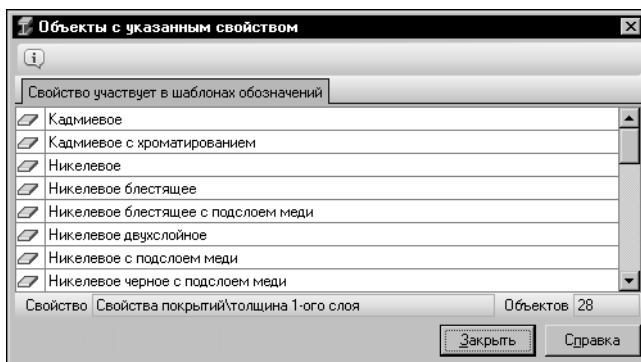 Объекты с указанным свойством
Свойство участвует в шаблонах обозначений
Кадмиевое
Кадмиевое с хроматированием
Никелевое
Никелевое блестящее
Никелевое блестящее с подслоем меди
Никелевое двухслойное
Никелевое с подслоем меди
Никелевое черное с подслоем меди
Свойство Свойства покрытий\толщина 1-ого слоя Объектов 28
Закрыть Справка